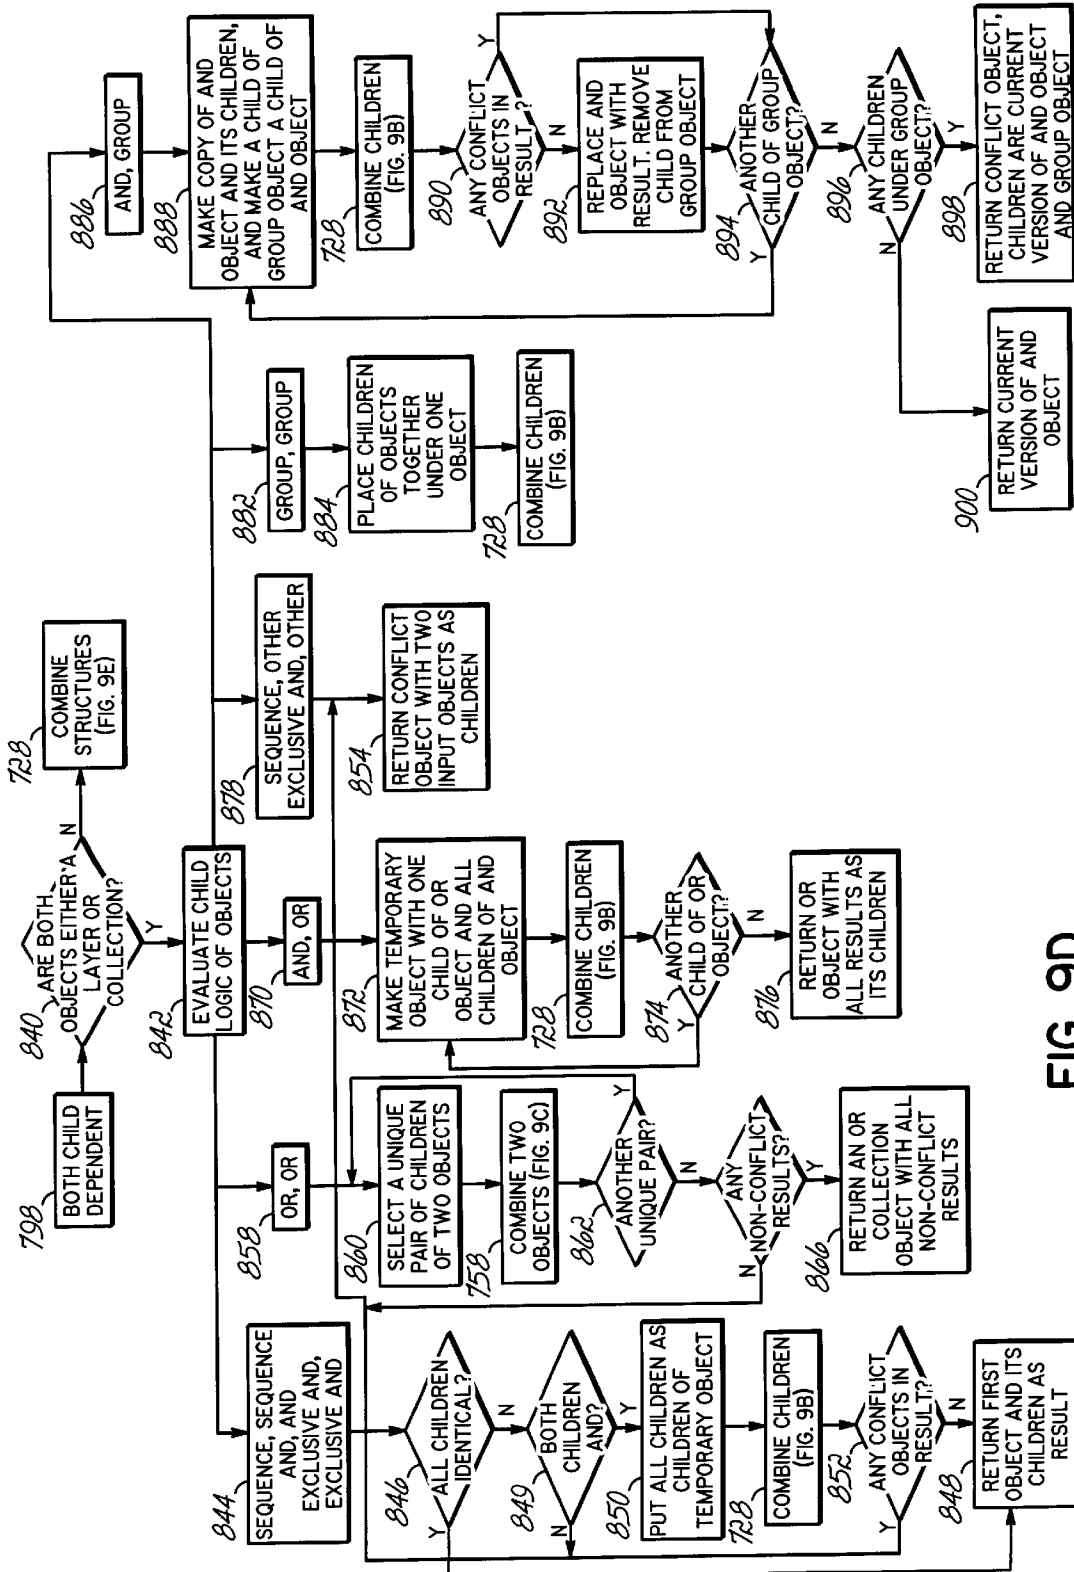 798
BOTH CHILD
DEPENDENT
840
ARE BOTH
OBJECTS EITHER A
LAYER OR
COLLECTION?
N
Y
728
COMBINE
STRUCTURES
(FIG. 9E)
842
EVALUATE CHILD
LOGIC OF OBJECTS
844
SEQUENCE, SEQUENCE
AND, AND
EXCLUSIVE AND,
EXCLUSIVE AND
846
ALL CHILDREN
IDENTICAL?
Y
N
849
BOTH
CHILDREN
AND?
N
Y
850
PUT ALL CHILDREN AS
CHILDREN OF
TEMPORARY OBJECT
728
COMBINE CHILDREN
(FIG. 9B)
852
ANY CONFLICT
OBJECTS IN
RESULT?
Y
N
848
RETURN FIRST
OBJECT AND ITS
CHILDREN AS
RESULT
858
OR, OR
860
SELECT A UNIQUE
PAIR OF CHILDREN
OF TWO OBJECTS
758
COMBINE TWO
OBJECTS (FIG. 9C)
862
ANOTHER
UNIQUE PAIR?
Y
N
ANY
NON-CONFLICT
RESULTS?
N
Y
866
RETURN AN OR
COLLECTION
OBJECT WITH ALL
NON-CONFLICT
RESULTS
870
AND, OR
872
MAKE TEMPORARY
OBJECT WITH ONE
CHILD OF OR
OBJECT AND ALL
CHILDREN OF AND
OBJECT
728
COMBINE CHILDREN
(FIG. 9B)
874
ANOTHER
CHILD OF OR
OBJECT?
Y
N
876
RETURN OR
OBJECT WITH
ALL RESULTS AS
ITS CHILDREN
878
SEQUENCE, OTHER
EXCLUSIVE AND, OTHER
854
RETURN CONFLICT
OBJECT WITH TWO
INPUT OBJECTS AS
CHILDREN
882
GROUP, GROUP
884
PLACE CHILDREN
OF OBJECTS
TOGETHER
UNDER ONE
OBJECT
728
COMBINE CHILDREN
(FIG. 9B)
886
AND, GROUP
888
MAKE COPY OF AND
OBJECT AND ITS CHILDREN,
AND MAKE A CHILD OF
GROUP OBJECT A CHILD OF
AND OBJECT
728
COMBINE CHILDREN
(FIG. 9B)
890
ANY CONFLICT
OBJECTS IN
RESULT?
Y
N
892
REPLACE AND
OBJECT WITH
RESULT. REMOVE
CHILD FROM
GROUP OBJECT
894
ANOTHER
CHILD OF GROUP
OBJECT?
Y
N
896
ANY CHILDREN
UNDER GROUP
OBJECT?
N
Y
898
RETURN CONFLICT OBJECT,
CHILDREN ARE CURRENT
VERSION OF AND OBJECT
AND GROUP OBJECT
900
RETURN CURRENT
VERSION OF AND
OBJECT
FIG. 9D